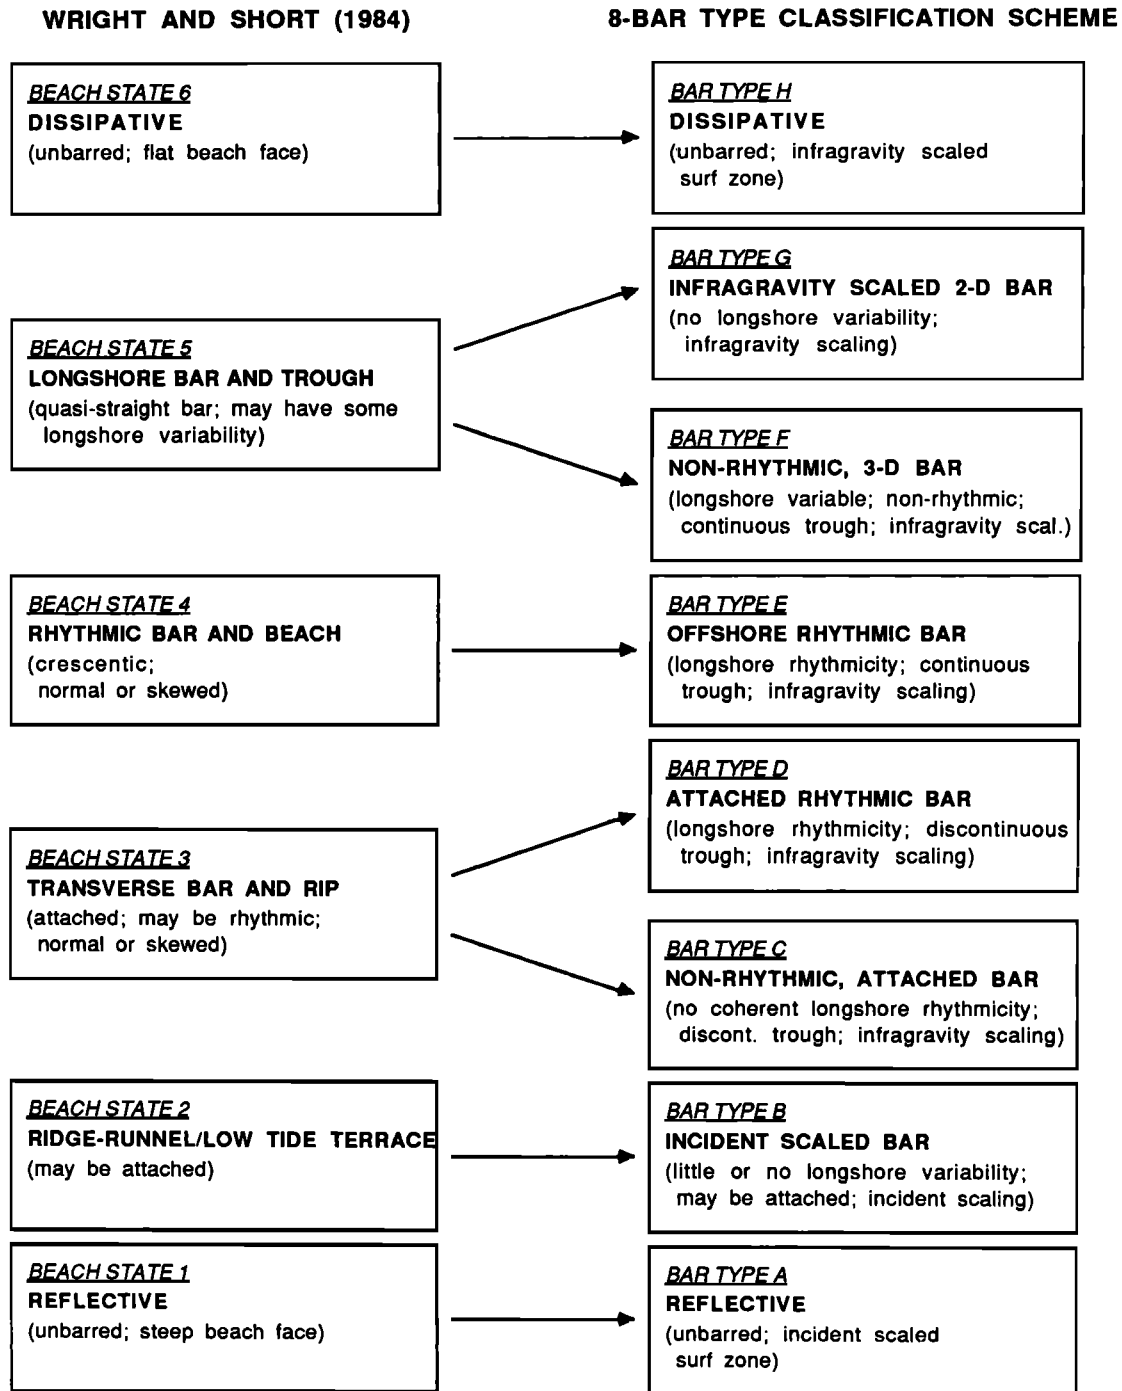 WRIGHT AND SHORT (1984)
8-BAR TYPE CLASSIFICATION SCHEME
BEACH STATE 6
DISSIPATIVE
(unbarred; flat beach face)
BAR TYPE H
DISSIPATIVE
(unbarred; infragravity scaled
surf zone)
BEACH STATE 5
LONGSHORE BAR AND TROUGH
(quasi-straight bar; may have some
longshore variability)
BAR TYPE G
INFRAGRAVITY SCALED 2-D BAR
(no longshore variability;
infragravity scaling)
BAR TYPE F
NON-RHYTHMIC, 3-D BAR
(longshore variable; non-rhythmic;
continuous trough; infragravity scal.)
BEACH STATE 4
RHYTHMIC BAR AND BEACH
(crescentic;
normal or skewed)
BAR TYPE E
OFFSHORE RHYTHMIC BAR
(longshore rhythmicity; continuous
trough; infragravity scaling)
BEACH STATE 3
TRANSVERSE BAR AND RIP
(attached; may be rhythmic;
normal or skewed)
BAR TYPE D
ATTACHED RHYTHMIC BAR
(longshore rhythmicity; discontinuous
trough; infragravity scaling)
BAR TYPE C
NON-RHYTHMIC, ATTACHED BAR
(no coherent longshore rhythmicity;
discont. trough; infragravity scaling)
BEACH STATE 2
RIDGE-RUNNEL/LOW TIDE TERRACE
(may be attached)
BAR TYPE B
INCIDENT SCALED BAR
(little or no longshore variability;
may be attached; incident scaling)
BEACH STATE 1
REFLECTIVE
(unbarred; steep beach face)
BAR TYPE A
REFLECTIVE
(unbarred; incident scaled
surf zone)